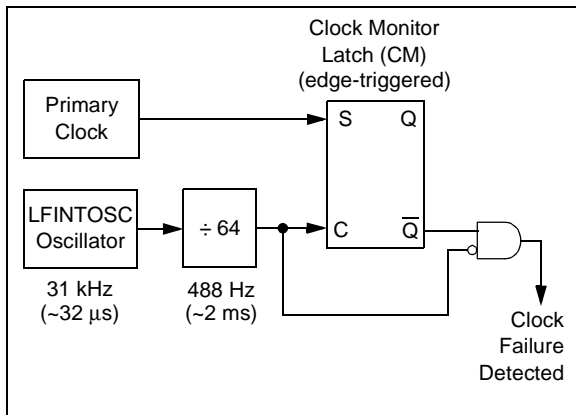 Clock Monitor
Latch (CM)
(edge-triggered)
Primary
Clock
S
Q
LFINTOSC
Oscillator
÷ 64
C
Q̅
31 kHz
(~32 μs)
488 Hz
(~2 ms)
Clock
Failure
Detected